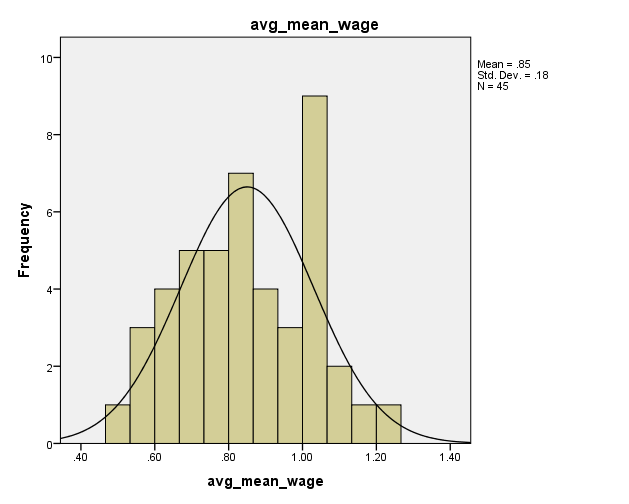 avg_mean_wage
Mean = .85
Std. Dev. = .18
N = 45
Frequency
10
8
6
4
2
0
.40 .60 .80 1.00 1.20 1.40
avg_mean_wage